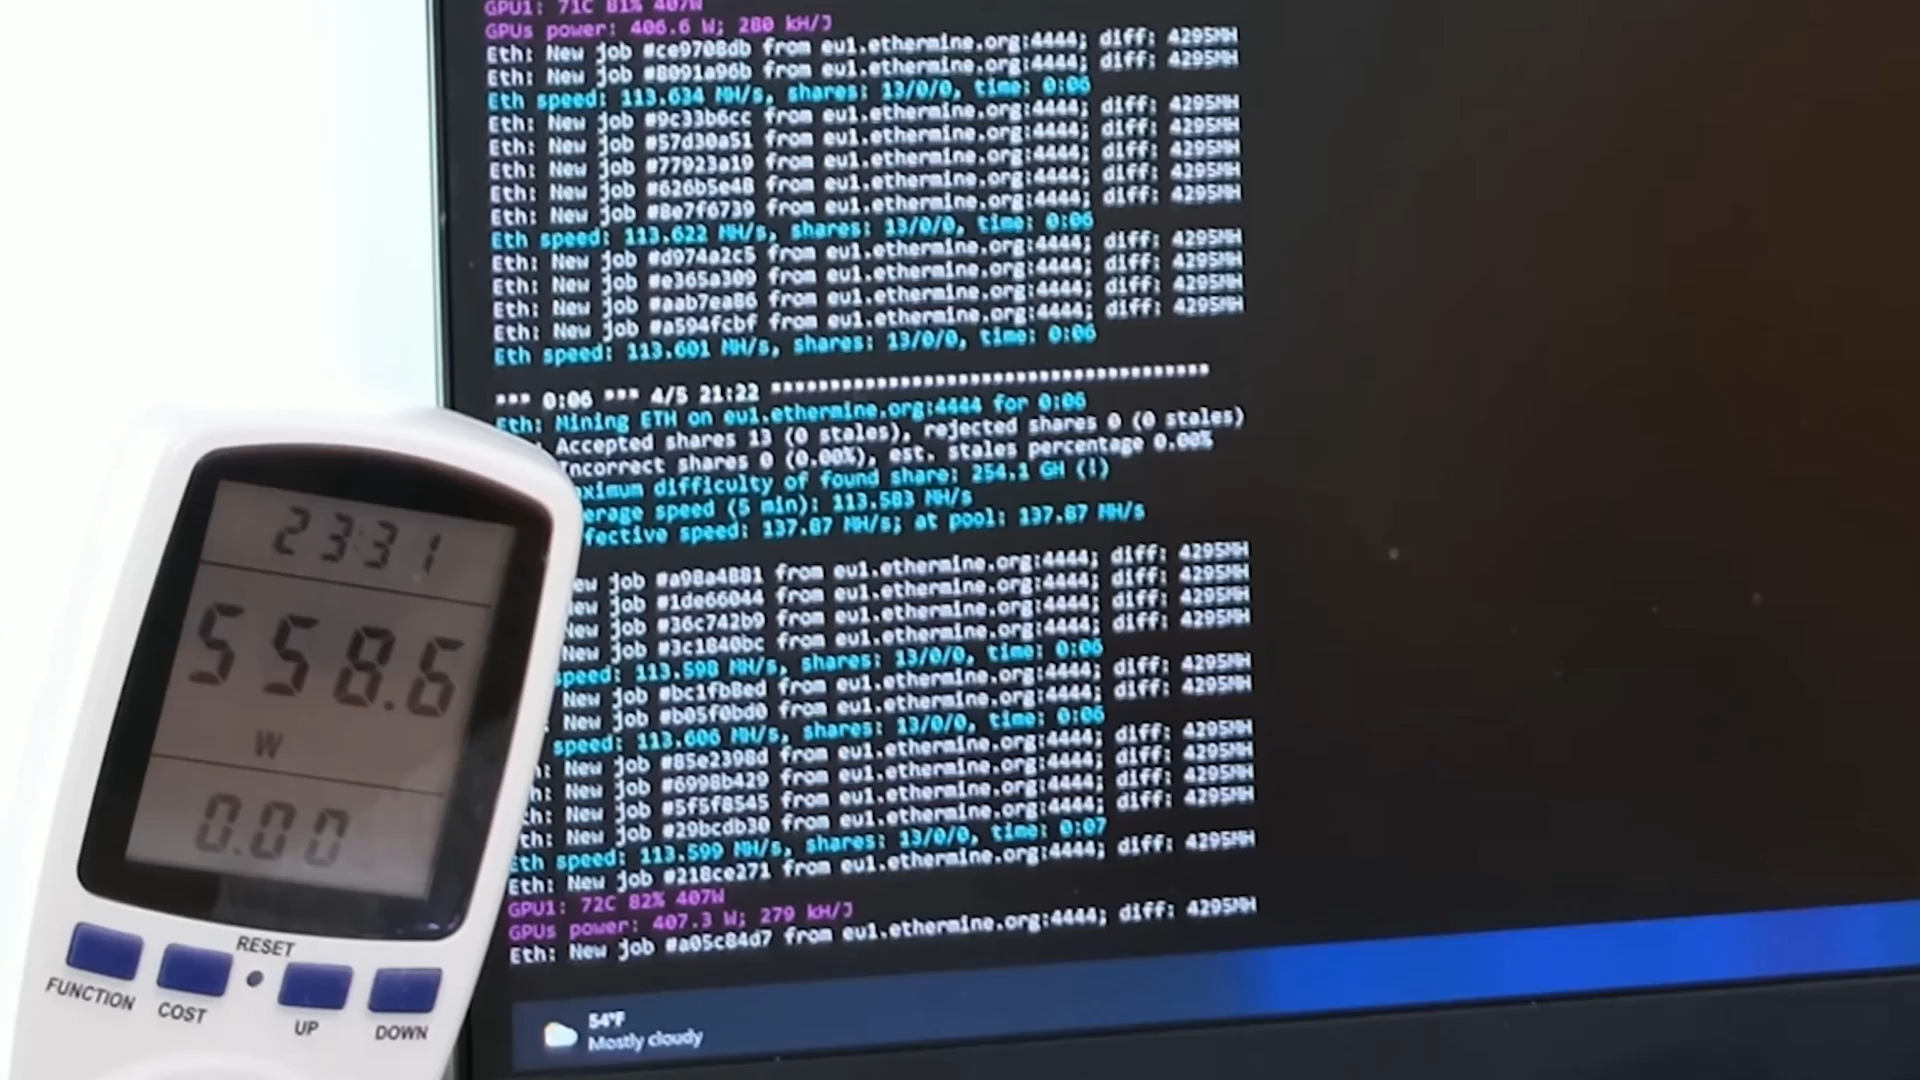 GPU1: 71C 81% 407W
GPUs power: 406.6 W; 280 kH/J
Eth: New job #ce9708db from eu1.ethermine.org:4444; diff: 4295MH
Eth: New job #8091a96b from eu1.ethermine.org:4444; diff: 4295MH
Eth speed: 113.634 MH/s, shares: 13/0/0, time: 0:06
Eth: New job #9c33b6cc from eu1.ethermine.org:4444; diff: 4295MH
Eth: New job #57d30a51 from eu1.ethermine.org:4444; diff: 4295MH
Eth: New job #77923a19 from eu1.ethermine.org:4444; diff: 4295MH
Eth: New job #626b5e48 from eu1.ethermine.org:4444; diff: 4295MH
Eth: New job #8e7f6739 from eu1.ethermine.org:4444; diff: 4295MH
Eth speed: 113.622 MH/s, shares: 13/0/0, time: 0:06
Eth: New job #d974a2c5 from eu1.ethermine.org:4444; diff: 4295MH
Eth: New job #e365a309 from eu1.ethermine.org:4444; diff: 4295MH
Eth: New job #aab7ea86 from eu1.ethermine.org:4444; diff: 4295MH
Eth: New job #a594fcbf from eu1.ethermine.org:4444; diff: 4295MH
Eth speed: 113.601 MH/s, shares: 13/0/0, time: 0:06
*** 0:06 *** 4/5 21:22 **************************************
Eth: Mining ETH on eu1.ethermine.org:4444 for 0:06
Accepted shares 13 (0 stales), rejected shares 0 (0 stales)
Incorrect shares 0 (0.00%), est. stales percentage 0.00%
ximum difficulty of found share: 254.1 GH (!)
erage speed (5 min): 113.583 MH/s
fective speed: 137.87 MH/s; at pool: 137.87 MH/s
ew job #a98a4881 from eu1.ethermine.org:4444; diff: 4295MH
ew job #1de66044 from eu1.ethermine.org:4444; diff: 4295MH
New job #36c742b9 from eu1.ethermine.org:4444; diff: 4295MH
New job #3c1840bc from eu1.ethermine.org:4444; diff: 4295MH
speed: 113.598 MH/s, shares: 13/0/0, time: 0:06
New job #bc1fb8ed from eu1.ethermine.org:4444; diff: 4295MH
: New job #b05f0bd0 from eu1.ethermine.org:4444; diff: 4295MH
speed: 113.606 MH/s, shares: 13/0/0, time: 0:06
h: New job #85e2398d from eu1.ethermine.org:4444; diff: 4295MH
h: New job #6998b429 from eu1.ethermine.org:4444; diff: 4295MH
th: New job #5f5f8545 from eu1.ethermine.org:4444; diff: 4295MH
th: New job #29bcdb30 from eu1.ethermine.org:4444; diff: 4295MH
Eth speed: 113.599 MH/s, shares: 13/0/0, time: 0:07
Eth: New job #218ce271 from eu1.ethermine.org:4444; diff: 4295MH
GPU1: 72C 82% 407W
GPUs power: 407.3 W; 279 kH/J
Eth: New job #a05c84d7 from eu1.ethermine.org:4444; diff: 4295MH
54°F
Mostly cloudy
23:31
558.6
W
0.00
RESET
FUNCTION COST UP DOWN